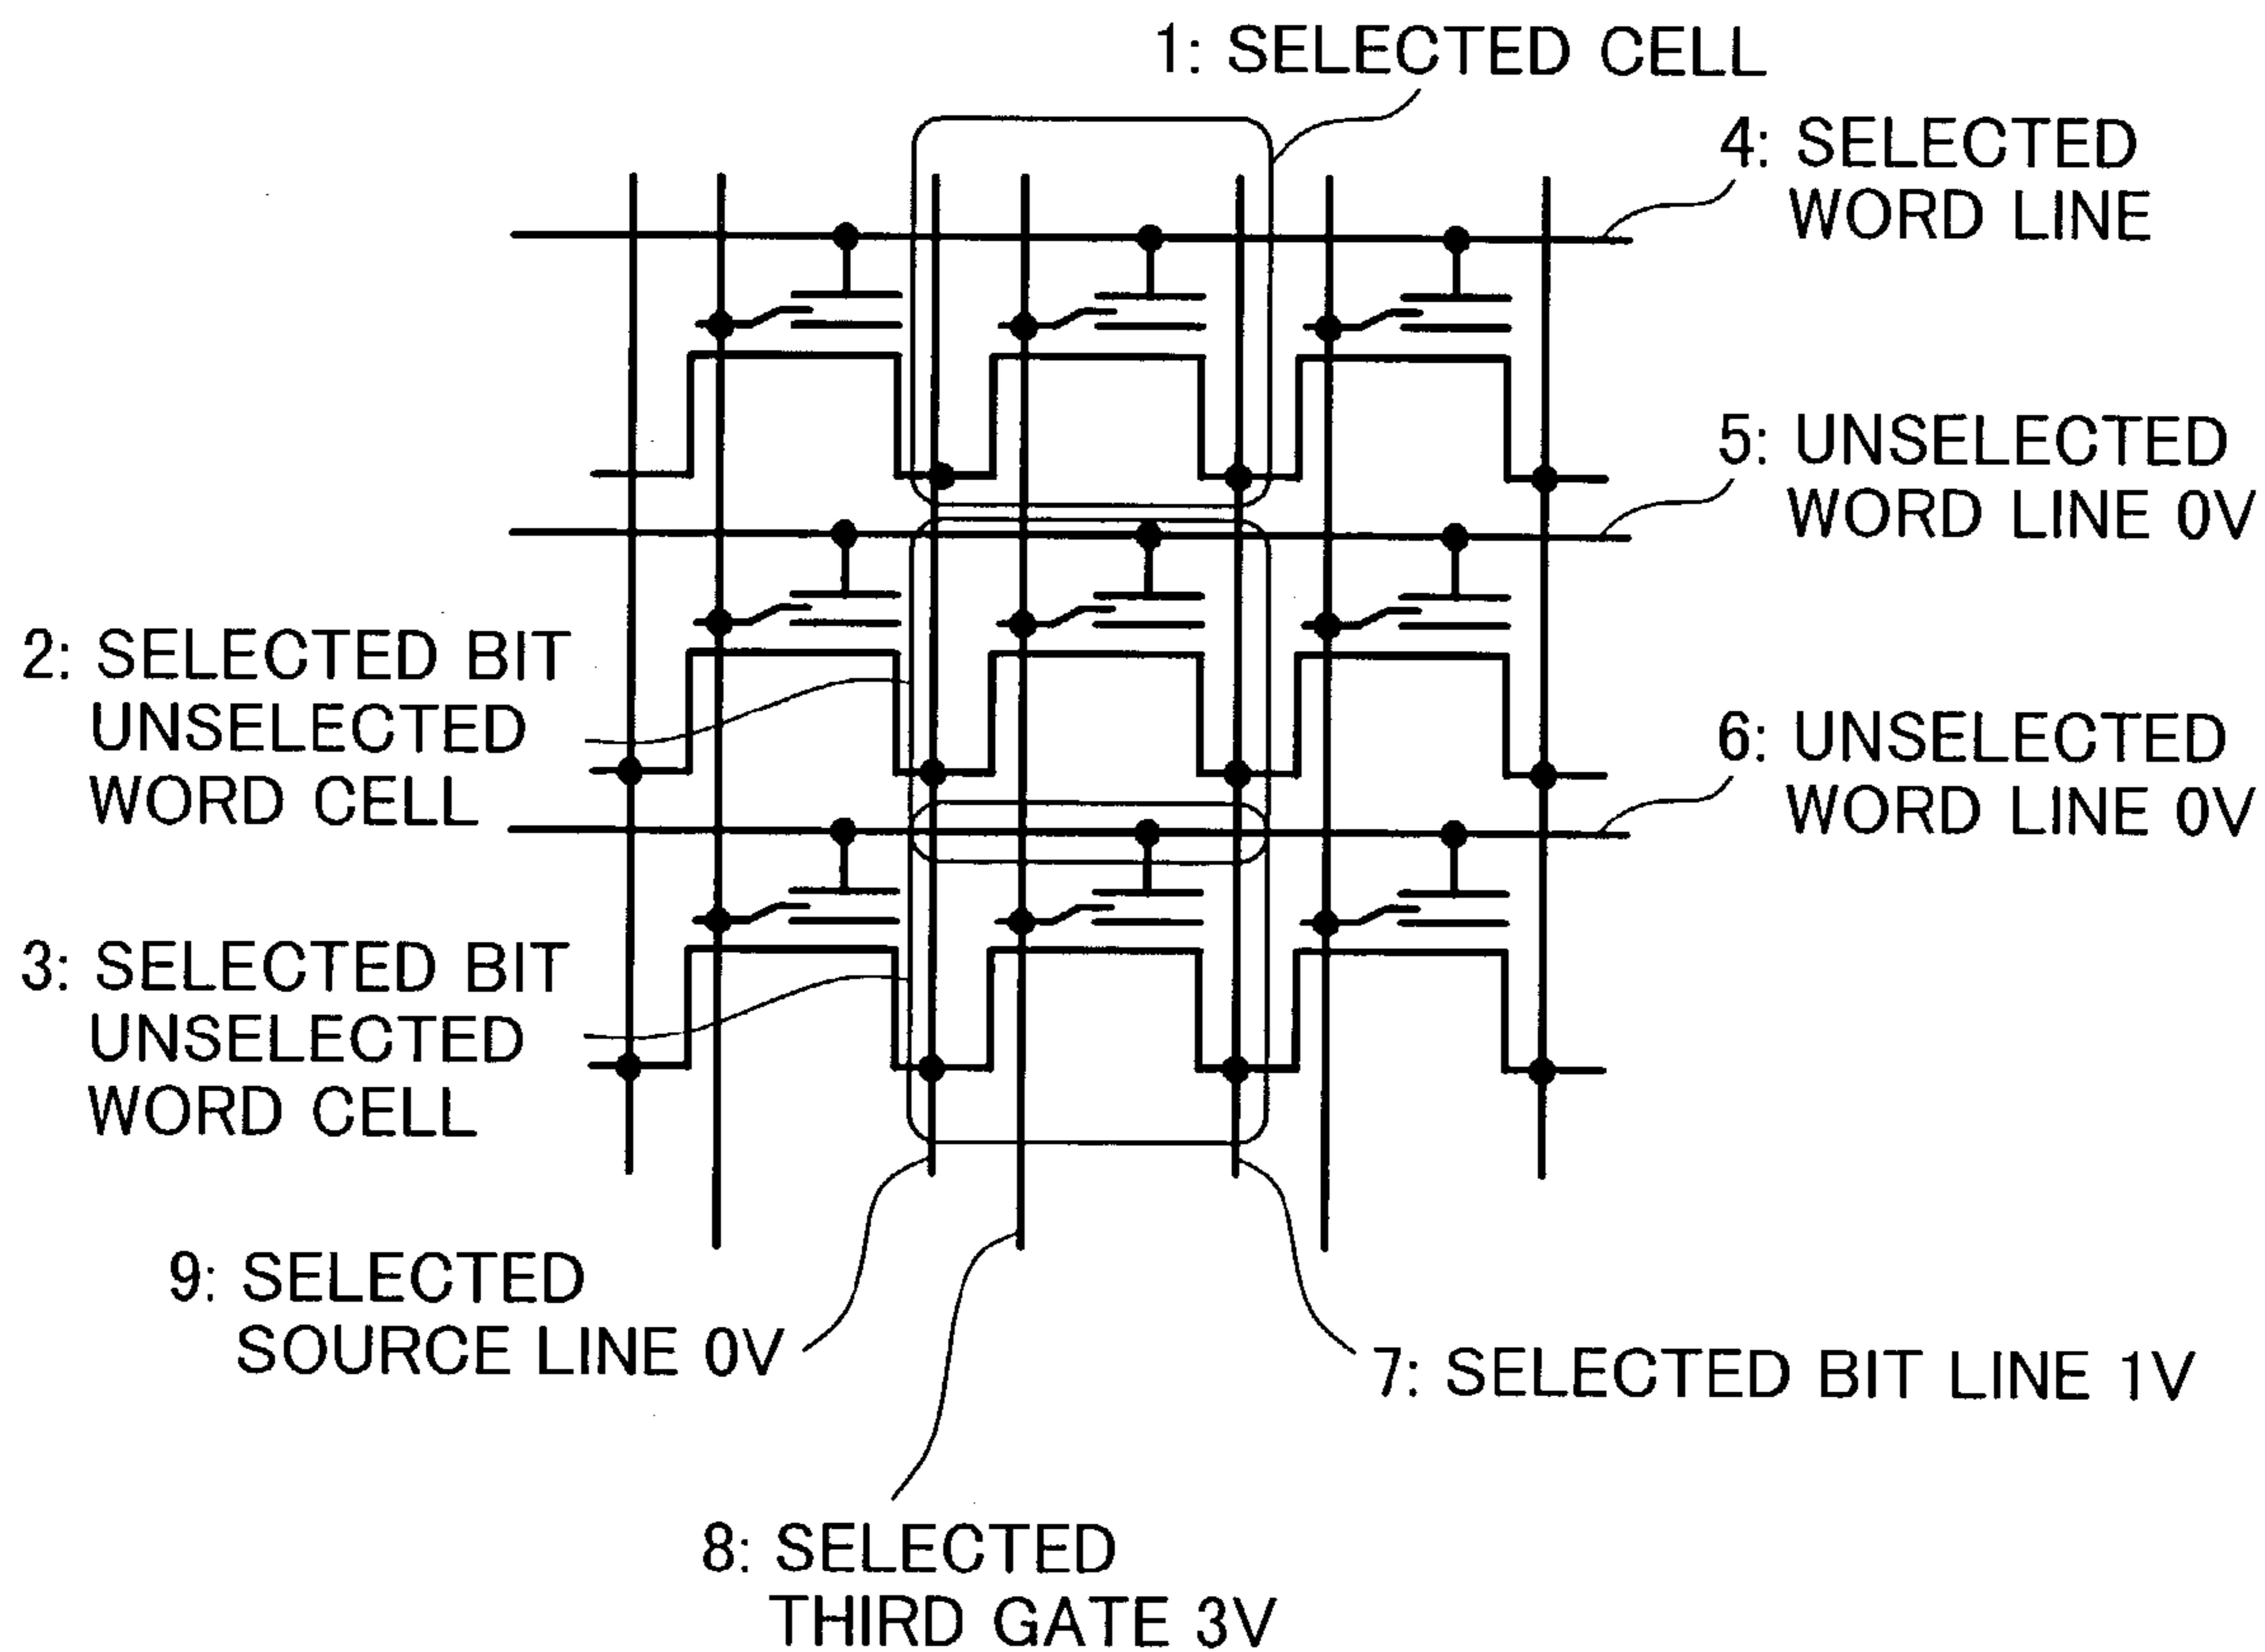 1: SELECTED CELL
4: SELECTED
WORD LINE
5: UNSELECTED
WORD LINE 0V
2: SELECTED BIT
UNSELECTED
WORD CELL
6: UNSELECTED
WORD LINE 0V
3: SELECTED BIT
UNSELECTED
WORD CELL
9: SELECTED
SOURCE LINE 0V
7: SELECTED BIT LINE 1V
8: SELECTED
THIRD GATE 3V